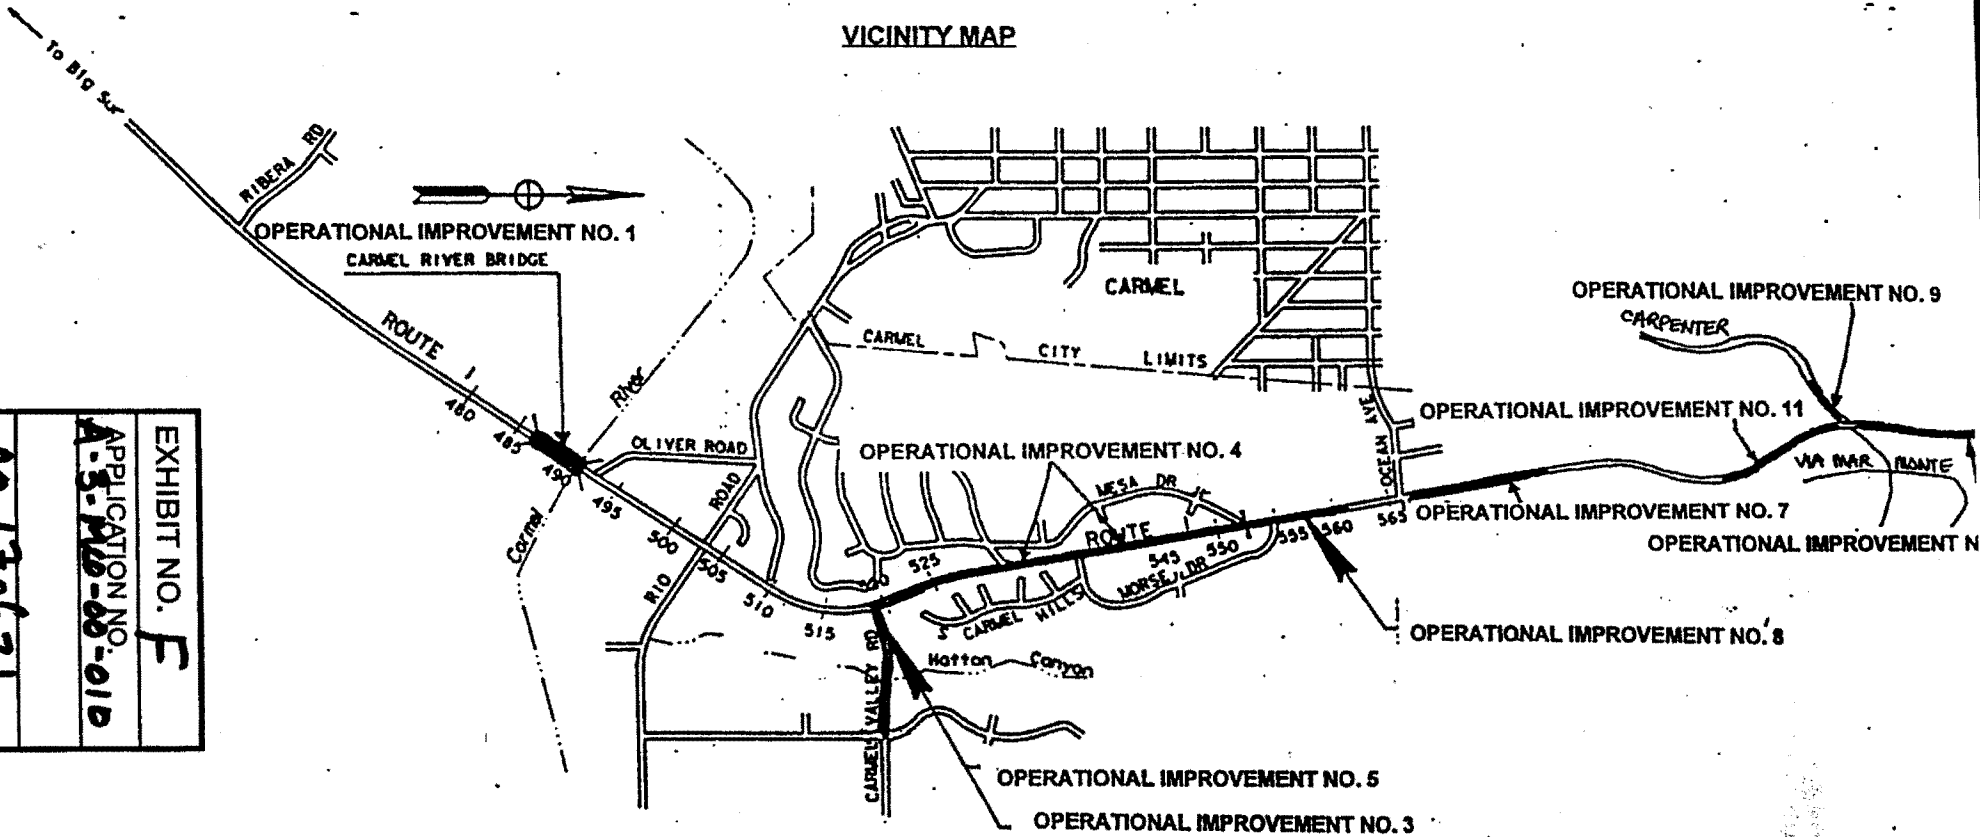 VICINITY MAP
To Big Sur
RIBERA RD
OPERATIONAL IMPROVEMENT NO. 1
CARMEL RIVER BRIDGE
ROUTE 1
480
485
490
495
500
505
510
515
525
545
550
555
560
565
River
Carmel
OLIVER ROAD
RIO ROAD
CARMEL
CARMEL CITY LIMITS
OPERATIONAL IMPROVEMENT NO. 4
MESA DR
ROUTE 1
MORSE DR
S CARMEL HILLS
Hatton Canyon
CARMEL VALLEY RD
OCEAN AVE
OPERATIONAL IMPROVEMENT NO. 9
CARPENTER
OPERATIONAL IMPROVEMENT NO. 11
VIA MAR MONTE
OPERATIONAL IMPROVEMENT NO. 7
OPERATIONAL IMPROVEMENT N
OPERATIONAL IMPROVEMENT NO. 8
OPERATIONAL IMPROVEMENT NO. 5
OPERATIONAL IMPROVEMENT NO. 3
EXHIBIT NO. F
APPLICATION NO.
A-3-MCO-00-010